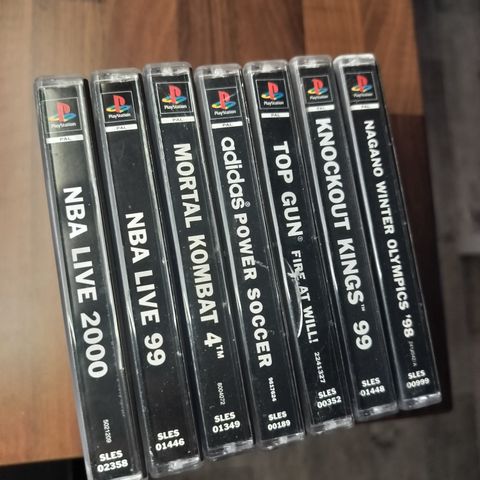 PlayStation
PAL
NBA LIVE 2000
SLES
02358
PlayStation
PAL
NBA LIVE 99
SLES
01446
PlayStation
PAL
MORTAL KOMBAT 4™
SLES
01349
PlayStation
PAL
adidas® POWER SOCCER
SLES
00189
PlayStation
PAL
TOP GUN® FIRE AT WILL!
2241327
SLES
00352
PlayStation
PAL
KNOCKOUT KINGS™ 99
SLES
01448
PlayStation
PAL
NAGANO WINTER OLYMPICS '98
SLES
00999